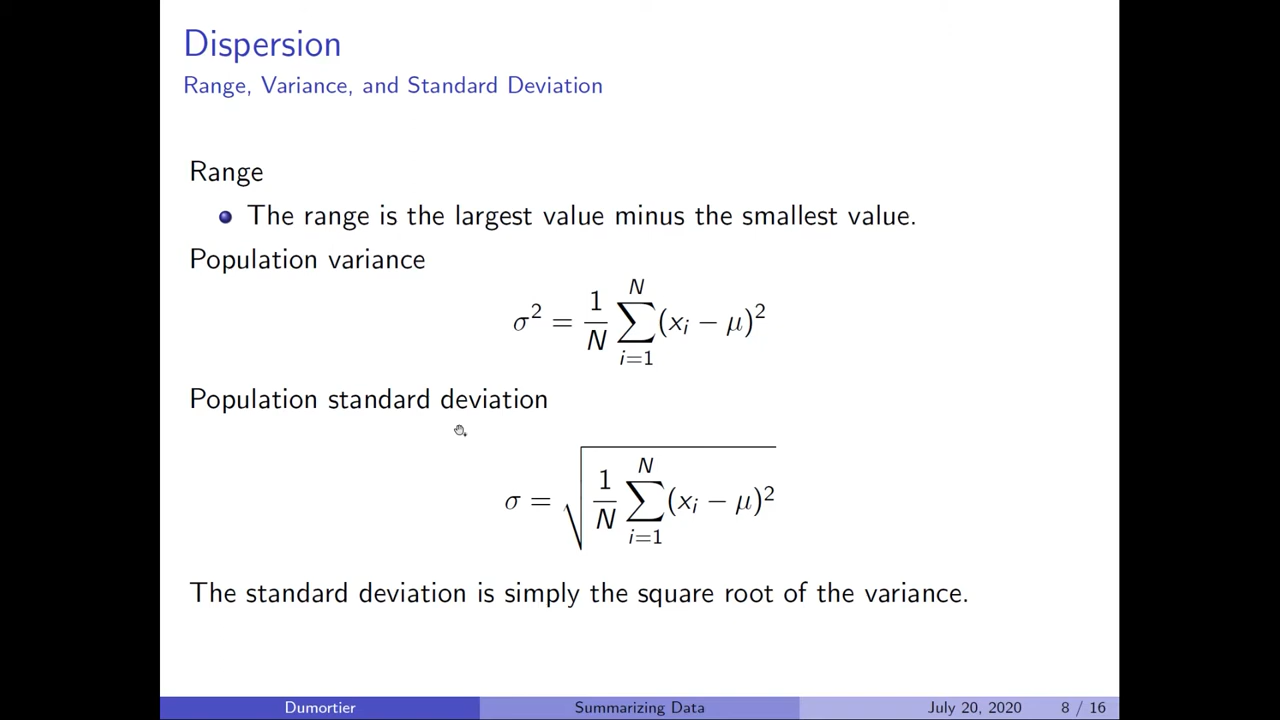 Dispersion
Range, Variance, and Standard Deviation
Range
The range is the largest value minus the smallest value.
Population variance
σ² = 1/N ∑_{i=1}^{N} (x_i − μ)²
Population standard deviation
σ = √(1/N ∑_{i=1}^{N} (x_i − μ)²)
The standard deviation is simply the square root of the variance.
Dumortier Summarizing Data July 20, 2020 8 / 16